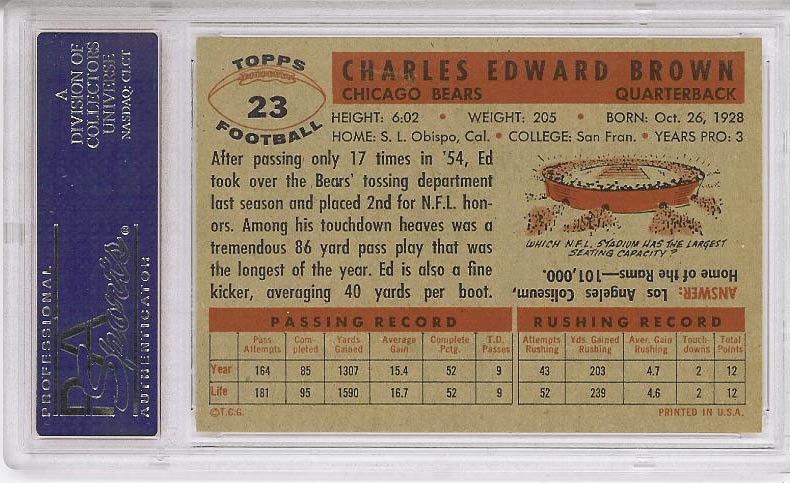 A
DIVISION OF
COLLECTORS
UNIVERSE
NASDAQ: CLCT
PROFESSIONAL
PSA
Sports®
AUTHENTICATOR
TOPPS
23
FOOTBALL
CHARLES EDWARD BROWN
CHICAGO BEARS QUARTERBACK
HEIGHT: 6:02 • WEIGHT: 205 • BORN: Oct. 26, 1928
HOME: S. L. Obispo, Cal. • COLLEGE: San Fran. • YEARS PRO: 3
After passing only 17 times in '54, Ed
took over the Bears' tossing department
last season and placed 2nd for N.F.L. hon-
ors. Among his touchdown heaves was a
tremendous 86 yard pass play that was
the longest of the year. Ed is also a fine
kicker, averaging 40 yards per boot.
WHICH N.F.L. STADIUM HAS THE LARGEST
SEATING CAPACITY?
ANSWER: Los Angeles Coliseum,
Home of the Rams—101,000.
PASSING RECORD RUSHING RECORD
Pass Com- Yards Average Complete T.D. Attempts Yds. Gained Aver. Gain Touch- Total
Attempts pleted Gained Gain Pctg. Passes Rushing Rushing Rushing downs Points
Year 164 85 1307 15.4 52 9 43 203 4.7 2 12
Life 181 95 1590 16.7 52 9 52 239 4.6 2 12
©T.C.G. PRINTED IN U.S.A.